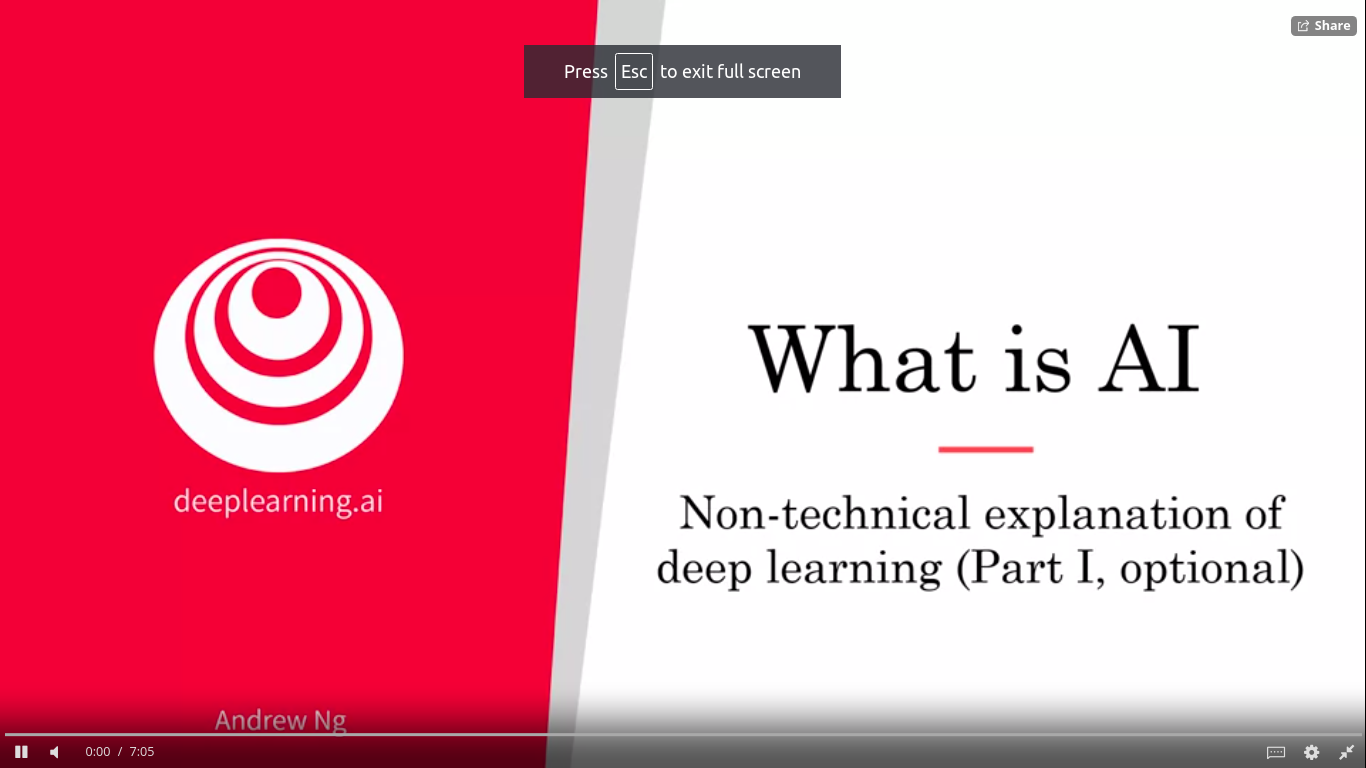 Share
Press Esc to exit full screen
What is AI
Non-technical explanation of
deep learning (Part I, optional)
deeplearning.ai
Andrew Ng
0:00 / 7:05